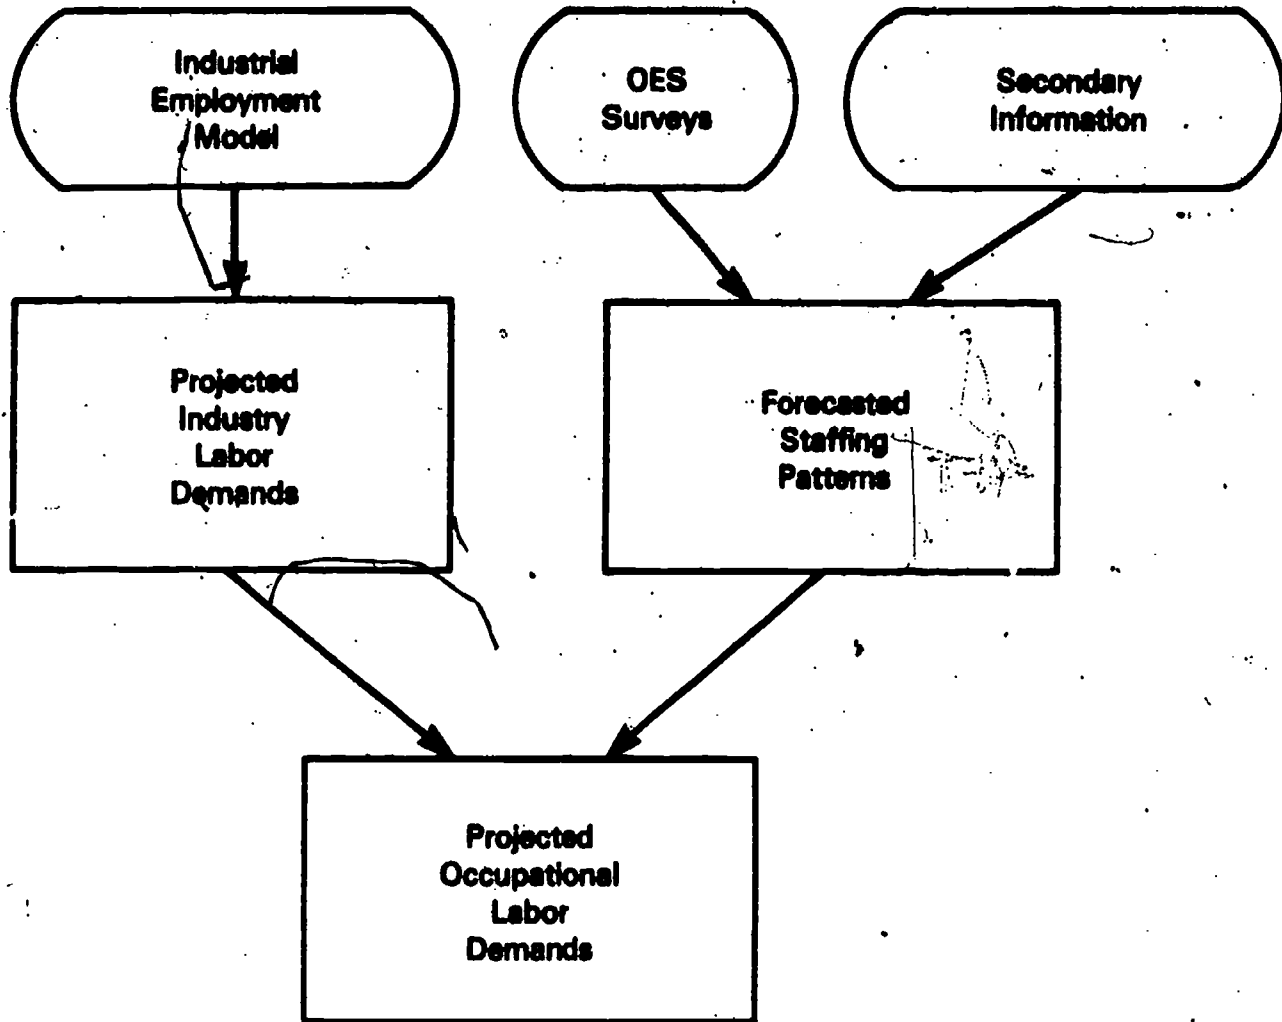 Industrial
Employment
Model
OES
Surveys
Secondary
Information
Projected
Industry
Labor
Demands
Forecasted
Staffing
Patterns
Projected
Occupational
Labor
Demands